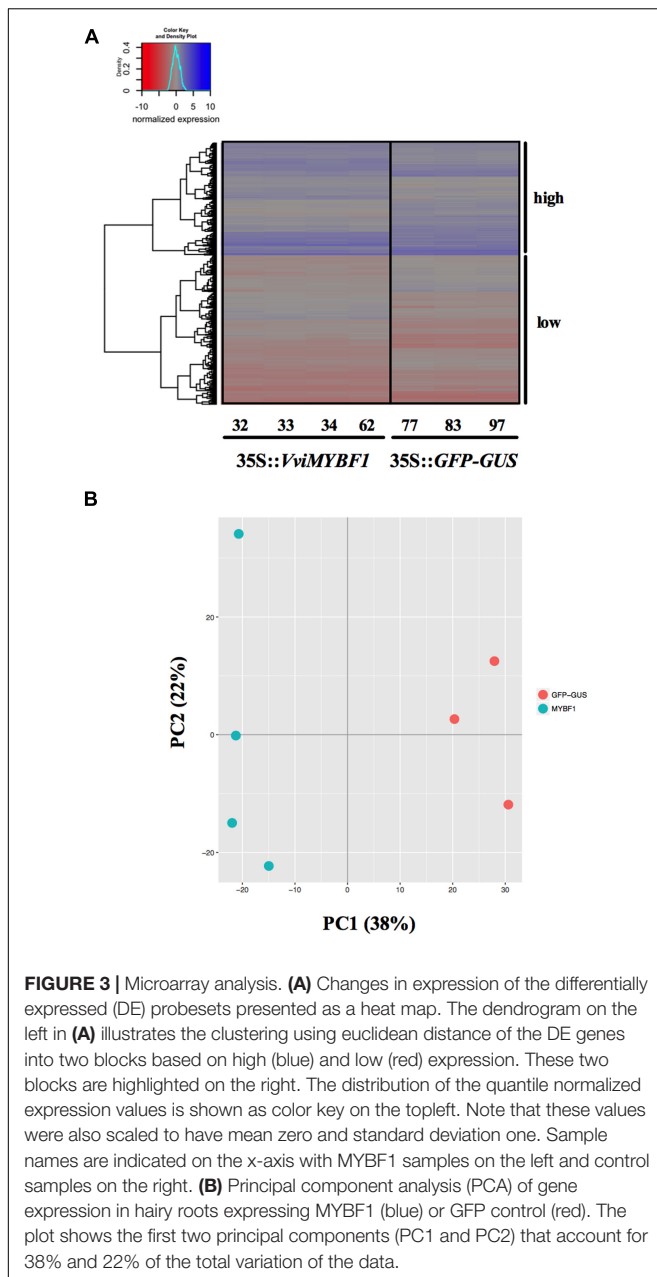 A
Color Key
and Density Plot
Density
0 0.2 0.4
-10 0 5 10
normalized expression
high
low
32 33 34 62 77 83 97
35S::VviMYBF1 35S::GFP-GUS
B
PC2 (22%)
20
0
−20
GFP-GUS
MYBF1
−20 −10 0 10 20 30
PC1 (38%)
FIGURE 3 | Microarray analysis. (A) Changes in expression of the differentially
expressed (DE) probesets presented as a heat map. The dendrogram on the
left in (A) illustrates the clustering using euclidean distance of the DE genes
into two blocks based on high (blue) and low (red) expression. These two
blocks are highlighted on the right. The distribution of the quantile normalized
expression values is shown as color key on the topleft. Note that these values
were also scaled to have mean zero and standard deviation one. Sample
names are indicated on the x-axis with MYBF1 samples on the left and control
samples on the right. (B) Principal component analysis (PCA) of gene
expression in hairy roots expressing MYBF1 (blue) or GFP control (red). The
plot shows the first two principal components (PC1 and PC2) that account for
38% and 22% of the total variation of the data.